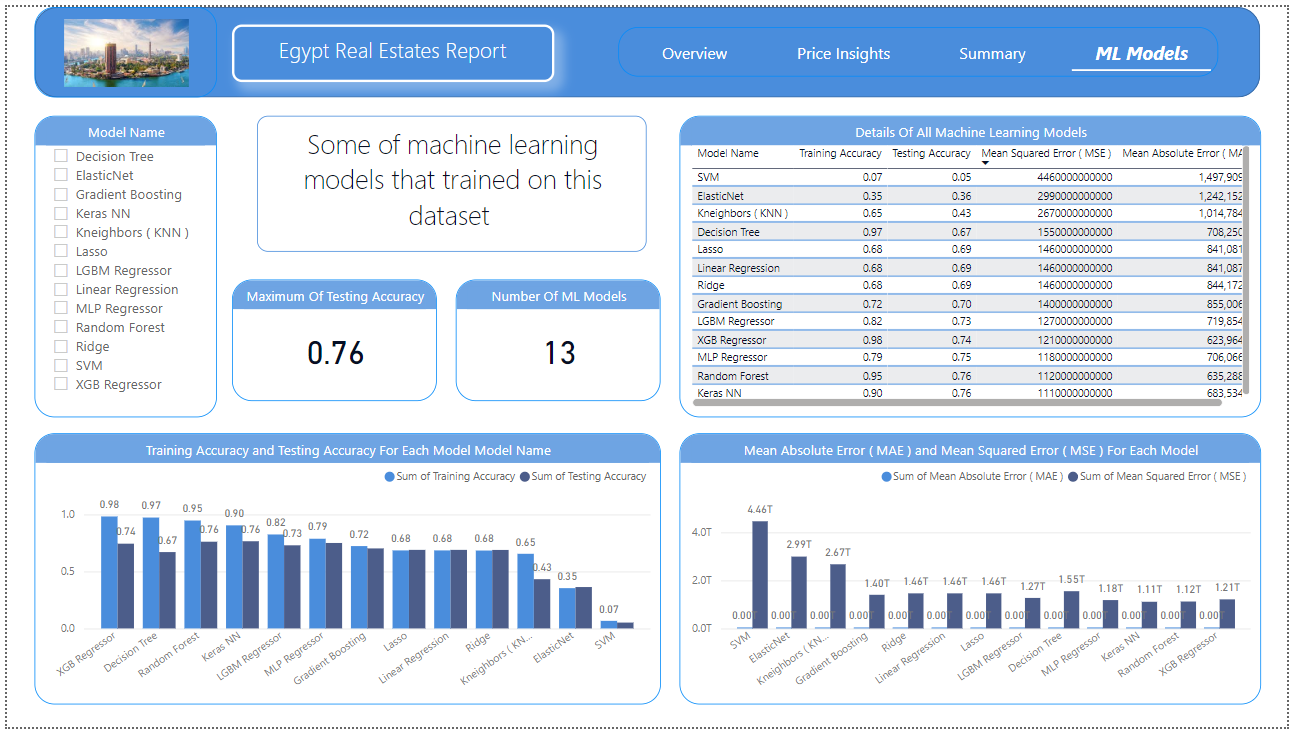 Egypt Real Estates Report
Overview
Price Insights
Summary
ML Models
Model Name
Decision Tree
ElasticNet
Gradient Boosting
Keras NN
Kneighbors ( KNN )
Lasso
LGBM Regressor
Linear Regression
MLP Regressor
Random Forest
Ridge
SVM
XGB Regressor
Some of machine learning
models that trained on this
dataset
Maximum Of Testing Accuracy
0.76
Number Of ML Models
13
Details Of All Machine Learning Models
Model Name Training Accuracy Testing Accuracy Mean Squared Error ( MSE ) Mean Absolute Error ( MA
SVM 0.07 0.05 4460000000000 1,497,909
ElasticNet 0.35 0.36 2990000000000 1,242,152
Kneighbors ( KNN ) 0.65 0.43 2670000000000 1,014,784
Decision Tree 0.97 0.67 1550000000000 708,250
Lasso 0.68 0.69 1460000000000 841,081
Linear Regression 0.68 0.69 1460000000000 841,087
Ridge 0.68 0.69 1460000000000 844,172
Gradient Boosting 0.72 0.70 1400000000000 855,006
LGBM Regressor 0.82 0.73 1270000000000 719,854
XGB Regressor 0.98 0.74 1210000000000 623,964
MLP Regressor 0.79 0.75 1180000000000 706,066
Random Forest 0.95 0.76 1120000000000 635,288
Keras NN 0.90 0.76 1110000000000 683,534
Training Accuracy and Testing Accuracy For Each Model Model Name
Sum of Training Accuracy Sum of Testing Accuracy
1.0
0.5
0.0
0.98 0.74 0.97 0.67 0.95 0.76 0.90 0.76 0.82 0.73 0.79 0.72 0.68 0.68 0.68 0.65 0.43 0.35 0.07
XGB Regressor
Decision Tree
Random Forest
Keras NN
LGBM Regressor
MLP Regressor
Gradient Boosting
Lasso
Linear Regression
Ridge
Kneighbors ( KN...
ElasticNet
SVM
Mean Absolute Error ( MAE ) and Mean Squared Error ( MSE ) For Each Model
Sum of Mean Absolute Error ( MAE ) Sum of Mean Squared Error ( MSE )
4.0T
2.0T
0.0T
4.46T 2.99T 2.67T 1.40T 1.46T 1.46T 1.46T 1.27T 1.55T 1.18T 1.11T 1.12T 1.21T
0.00T 0.00T 0.00T 0.00T 0.00T 0.00T 0.00T 0.00T 0.00T 0.00T 0.00T 0.00T 0.00T
SVM
ElasticNet
Kneighbors ( KN...
Gradient Boosting
Ridge
Linear Regression
Lasso
LGBM Regressor
Decision Tree
MLP Regressor
Keras NN
Random Forest
XGB Regressor